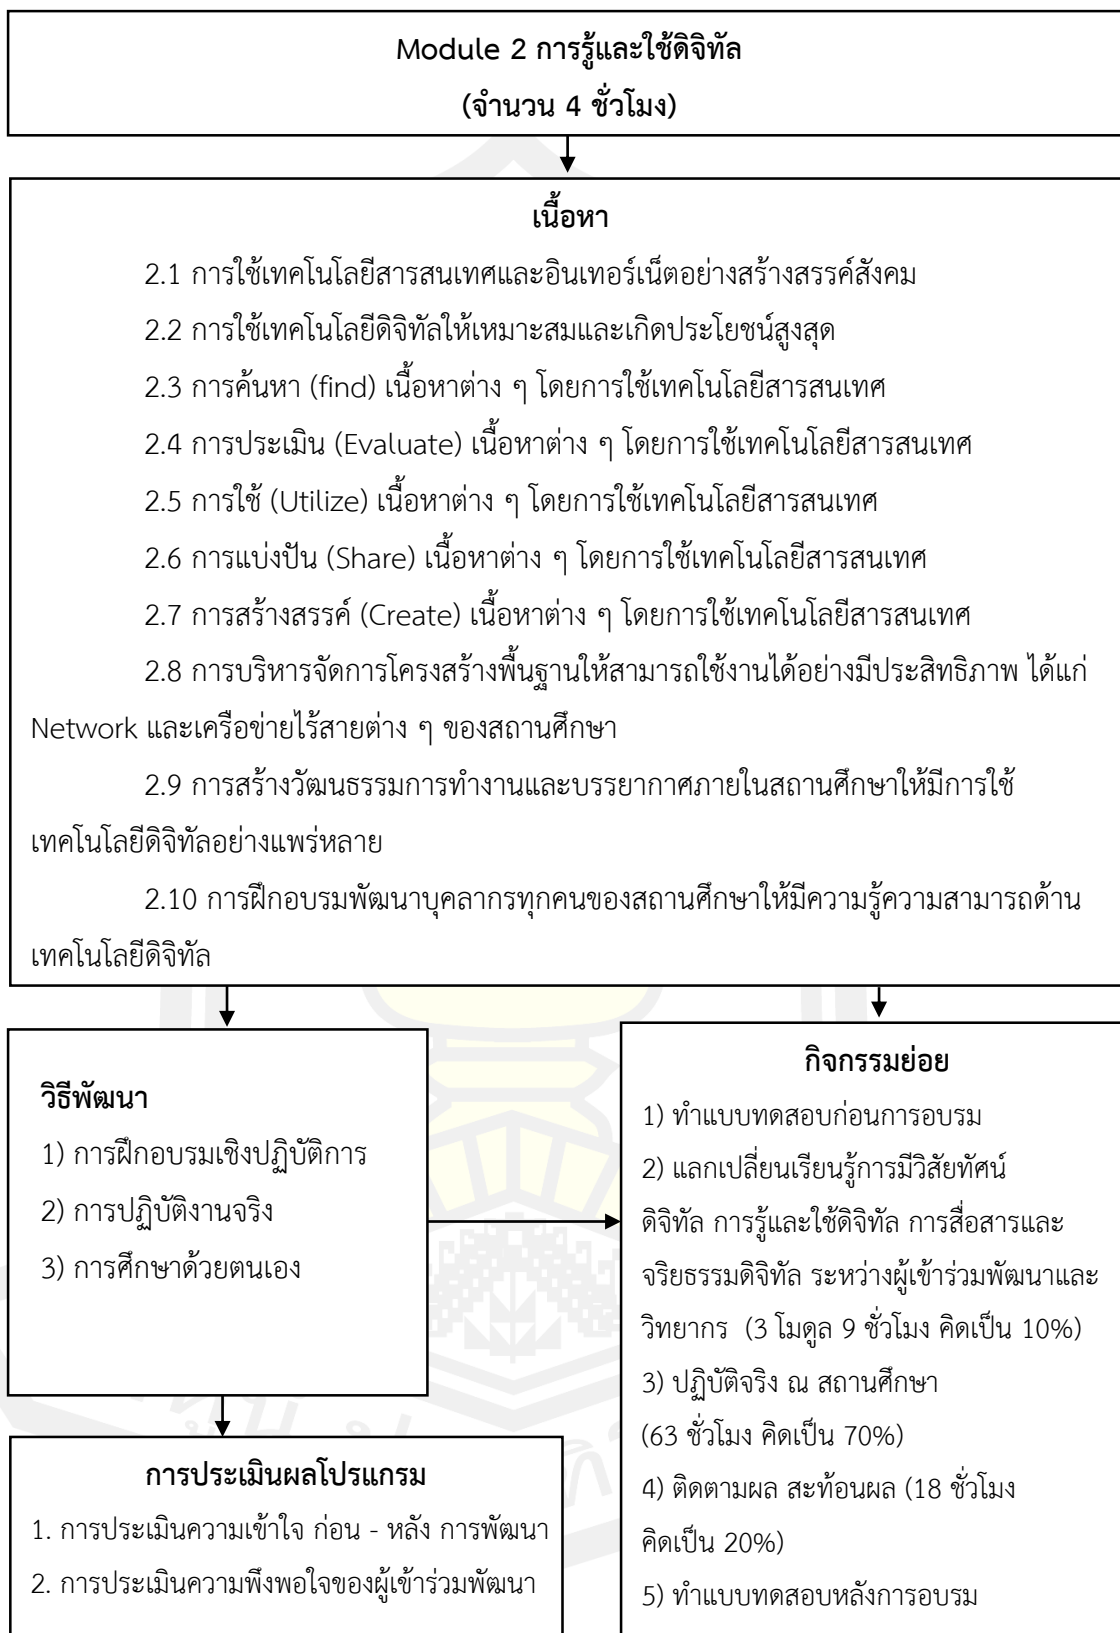 Module 2 การรู้และใช้ดิจิทัล
(จำนวน 4 ชั่วโมง)
เนื้อหา
2.1 การใช้เทคโนโลยีสารสนเทศและอินเทอร์เน็ตอย่างสร้างสรรค์สังคม
2.2 การใช้เทคโนโลยีดิจิทัลให้เหมาะสมและเกิดประโยชน์สูงสุด
2.3 การค้นหา (find) เนื้อหาต่าง ๆ โดยการใช้เทคโนโลยีสารสนเทศ
2.4 การประเมิน (Evaluate) เนื้อหาต่าง ๆ โดยการใช้เทคโนโลยีสารสนเทศ
2.5 การใช้ (Utilize) เนื้อหาต่าง ๆ โดยการใช้เทคโนโลยีสารสนเทศ
2.6 การแบ่งปัน (Share) เนื้อหาต่าง ๆ โดยการใช้เทคโนโลยีสารสนเทศ
2.7 การสร้างสรรค์ (Create) เนื้อหาต่าง ๆ โดยการใช้เทคโนโลยีสารสนเทศ
2.8 การบริหารจัดการโครงสร้างพื้นฐานให้สามารถใช้งานได้อย่างมีประสิทธิภาพ ได้แก่
Network และเครือข่ายไร้สายต่าง ๆ ของสถานศึกษา
2.9 การสร้างวัฒนธรรมการทำงานและบรรยากาศภายในสถานศึกษาให้มีการใช้
เทคโนโลยีดิจิทัลอย่างแพร่หลาย
2.10 การฝึกอบรมพัฒนาบุคลากรทุกคนของสถานศึกษาให้มีความรู้ความสามารถด้าน
เทคโนโลยีดิจิทัล
วิธีพัฒนา
1) การฝึกอบรมเชิงปฏิบัติการ
2) การปฏิบัติงานจริง
3) การศึกษาด้วยตนเอง
กิจกรรมย่อย
1) ทำแบบทดสอบก่อนการอบรม
2) แลกเปลี่ยนเรียนรู้การมีวิสัยทัศน์
ดิจิทัล การรู้และใช้ดิจิทัล การสื่อสารและ
จริยธรรมดิจิทัล ระหว่างผู้เข้าร่วมพัฒนาและ
วิทยากร (3 โมดูล 9 ชั่วโมง คิดเป็น 10%)
3) ปฏิบัติจริง ณ สถานศึกษา
(63 ชั่วโมง คิดเป็น 70%)
4) ติดตามผล สะท้อนผล (18 ชั่วโมง
คิดเป็น 20%)
5) ทำแบบทดสอบหลังการอบรม
การประเมินผลโปรแกรม
1. การประเมินความเข้าใจ ก่อน - หลัง การพัฒนา
2. การประเมินความพึงพอใจของผู้เข้าร่วมพัฒนา